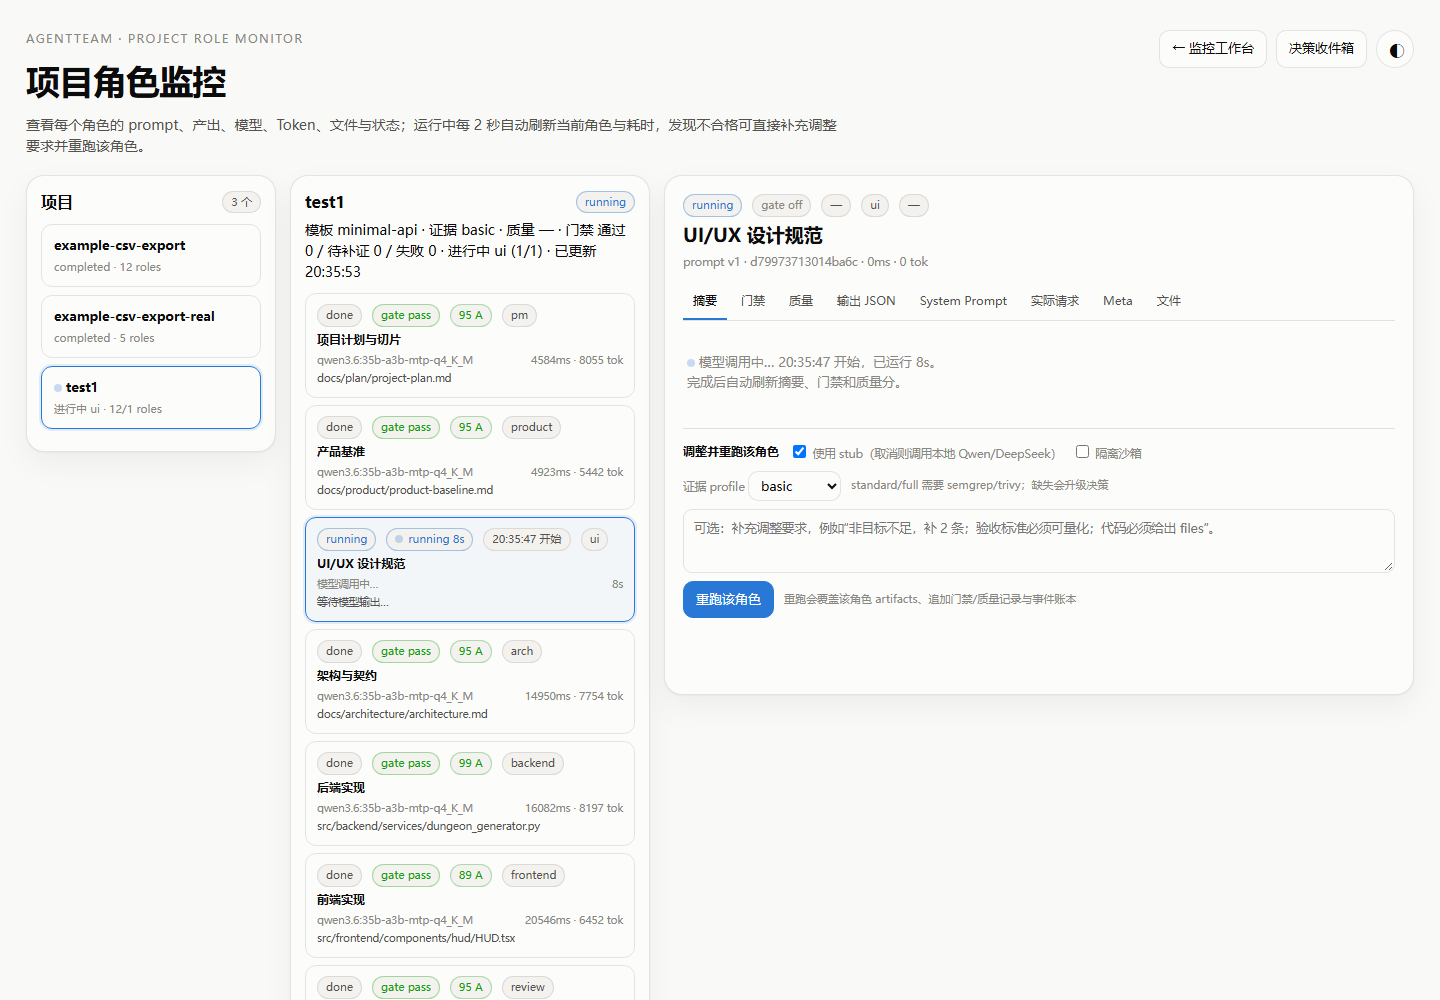 AGENTTEAM · PROJECT ROLE MONITOR
项目角色监控
查看每个角色的 prompt、产出、模型、Token、文件与状态；运行中每 2 秒自动刷新当前角色与耗时，发现不合格可直接补充调整
要求并重跑该角色。
← 监控工作台
决策收件箱
项目
3 个
example-csv-export
completed · 12 roles
example-csv-export-real
completed · 5 roles
test1
进行中 ui · 12/1 roles
test1
running
模板 minimal-api · 证据 basic · 质量 — · 门禁 通过
0 / 待补证 0 / 失败 0 · 进行中 ui (1/1) · 已更新
20:35:53
done gate pass 95 A pm
项目计划与切片
qwen3.6:35b-a3b-mtp-q4_K_M 4584ms · 8055 tok
docs/plan/project-plan.md
done gate pass 95 A product
产品基准
qwen3.6:35b-a3b-mtp-q4_K_M 4923ms · 5442 tok
docs/product/product-baseline.md
running running 8s 20:35:47 开始 ui
UI/UX 设计规范
模型调用中... 8s
等待模型输出...
done gate pass 95 A arch
架构与契约
qwen3.6:35b-a3b-mtp-q4_K_M 14950ms · 7754 tok
docs/architecture/architecture.md
done gate pass 99 A backend
后端实现
qwen3.6:35b-a3b-mtp-q4_K_M 16082ms · 8197 tok
src/backend/services/dungeon_generator.py
done gate pass 89 A frontend
前端实现
qwen3.6:35b-a3b-mtp-q4_K_M 20546ms · 6452 tok
src/frontend/components/hud/HUD.tsx
done gate pass 95 A review
running gate off — ui —
UI/UX 设计规范
prompt v1 · d79973713014ba6c · 0ms · 0 tok
摘要 门禁 质量 输出 JSON System Prompt 实际请求 Meta 文件
模型调用中... 20:35:47 开始，已运行 8s。
完成后自动刷新摘要、门禁和质量分。
调整并重跑该角色 使用 stub（取消则调用本地 Qwen/DeepSeek） 隔离沙箱
证据 profile basic standard/full 需要 semgrep/trivy；缺失会升级决策
可选：补充调整要求，例如“非目标不足，补 2 条；验收标准必须可量化；代码必须给出 files”。
重跑该角色 重跑会覆盖该角色 artifacts、追加门禁/质量记录与事件账本